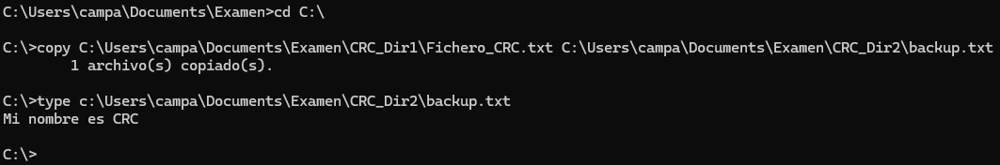 C:\Users\campa\Documents\Examen>cd C:\
C:\>copy C:\Users\campa\Documents\Examen\CRC_Dir1\Fichero_CRC.txt C:\Users\campa\Documents\Examen\CRC_Dir2\backup.txt
        1 archivo(s) copiado(s).
C:\>type c:\Users\campa\Documents\Examen\CRC_Dir2\backup.txt
Mi nombre es CRC
C:\>